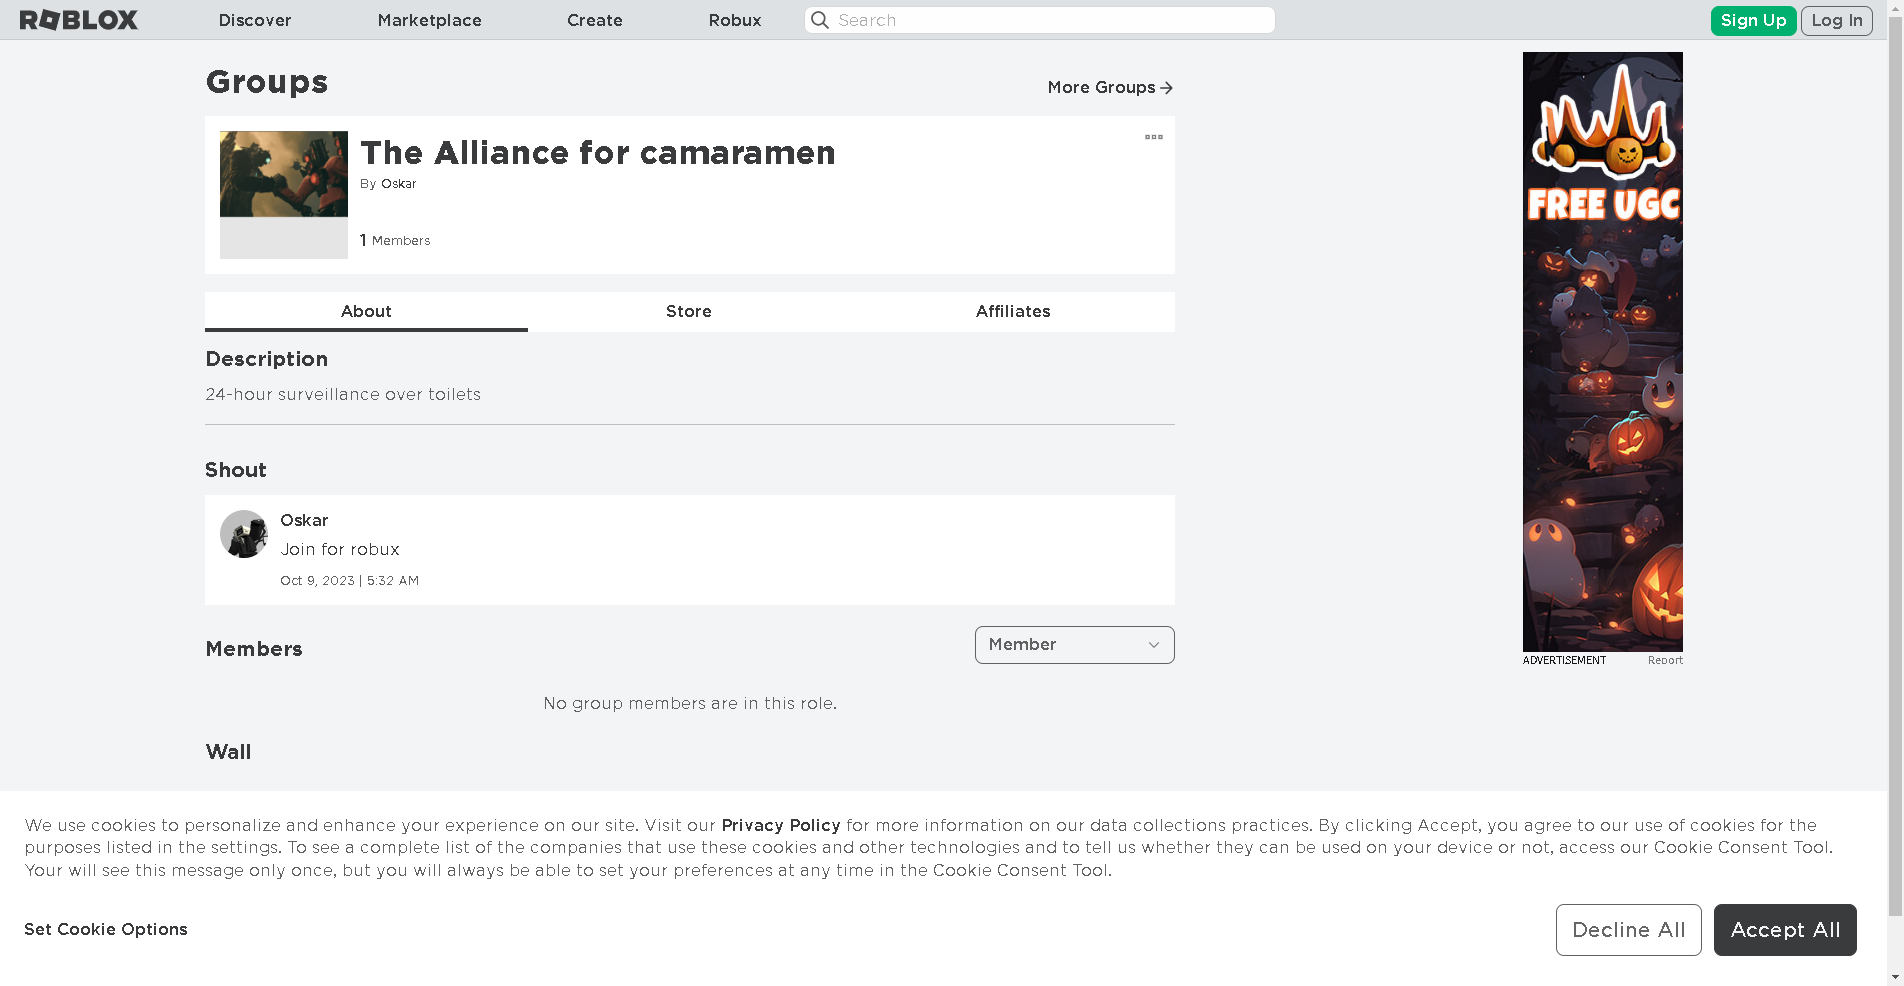 ROBLOX Discover Marketplace Create Robux Search Sign Up Log In
Groups
More Groups
The Alliance for camaramen
By Oskar
1 Members
About Store Affiliates
Description
24-hour surveillance over toilets
Shout
Oskar
Join for robux
Oct 9, 2023 | 5:32 AM
Members
Member
No group members are in this role.
Wall
FREE UGC
ADVERTISEMENT Report
We use cookies to personalize and enhance your experience on our site. Visit our Privacy Policy for more information on our data collections practices. By clicking Accept, you agree to our use of cookies for the
purposes listed in the settings. To see a complete list of the companies that use these cookies and other technologies and to tell us whether they can be used on your device or not, access our Cookie Consent Tool.
Your will see this message only once, but you will always be able to set your preferences at any time in the Cookie Consent Tool.
Set Cookie Options
Decline All
Accept All